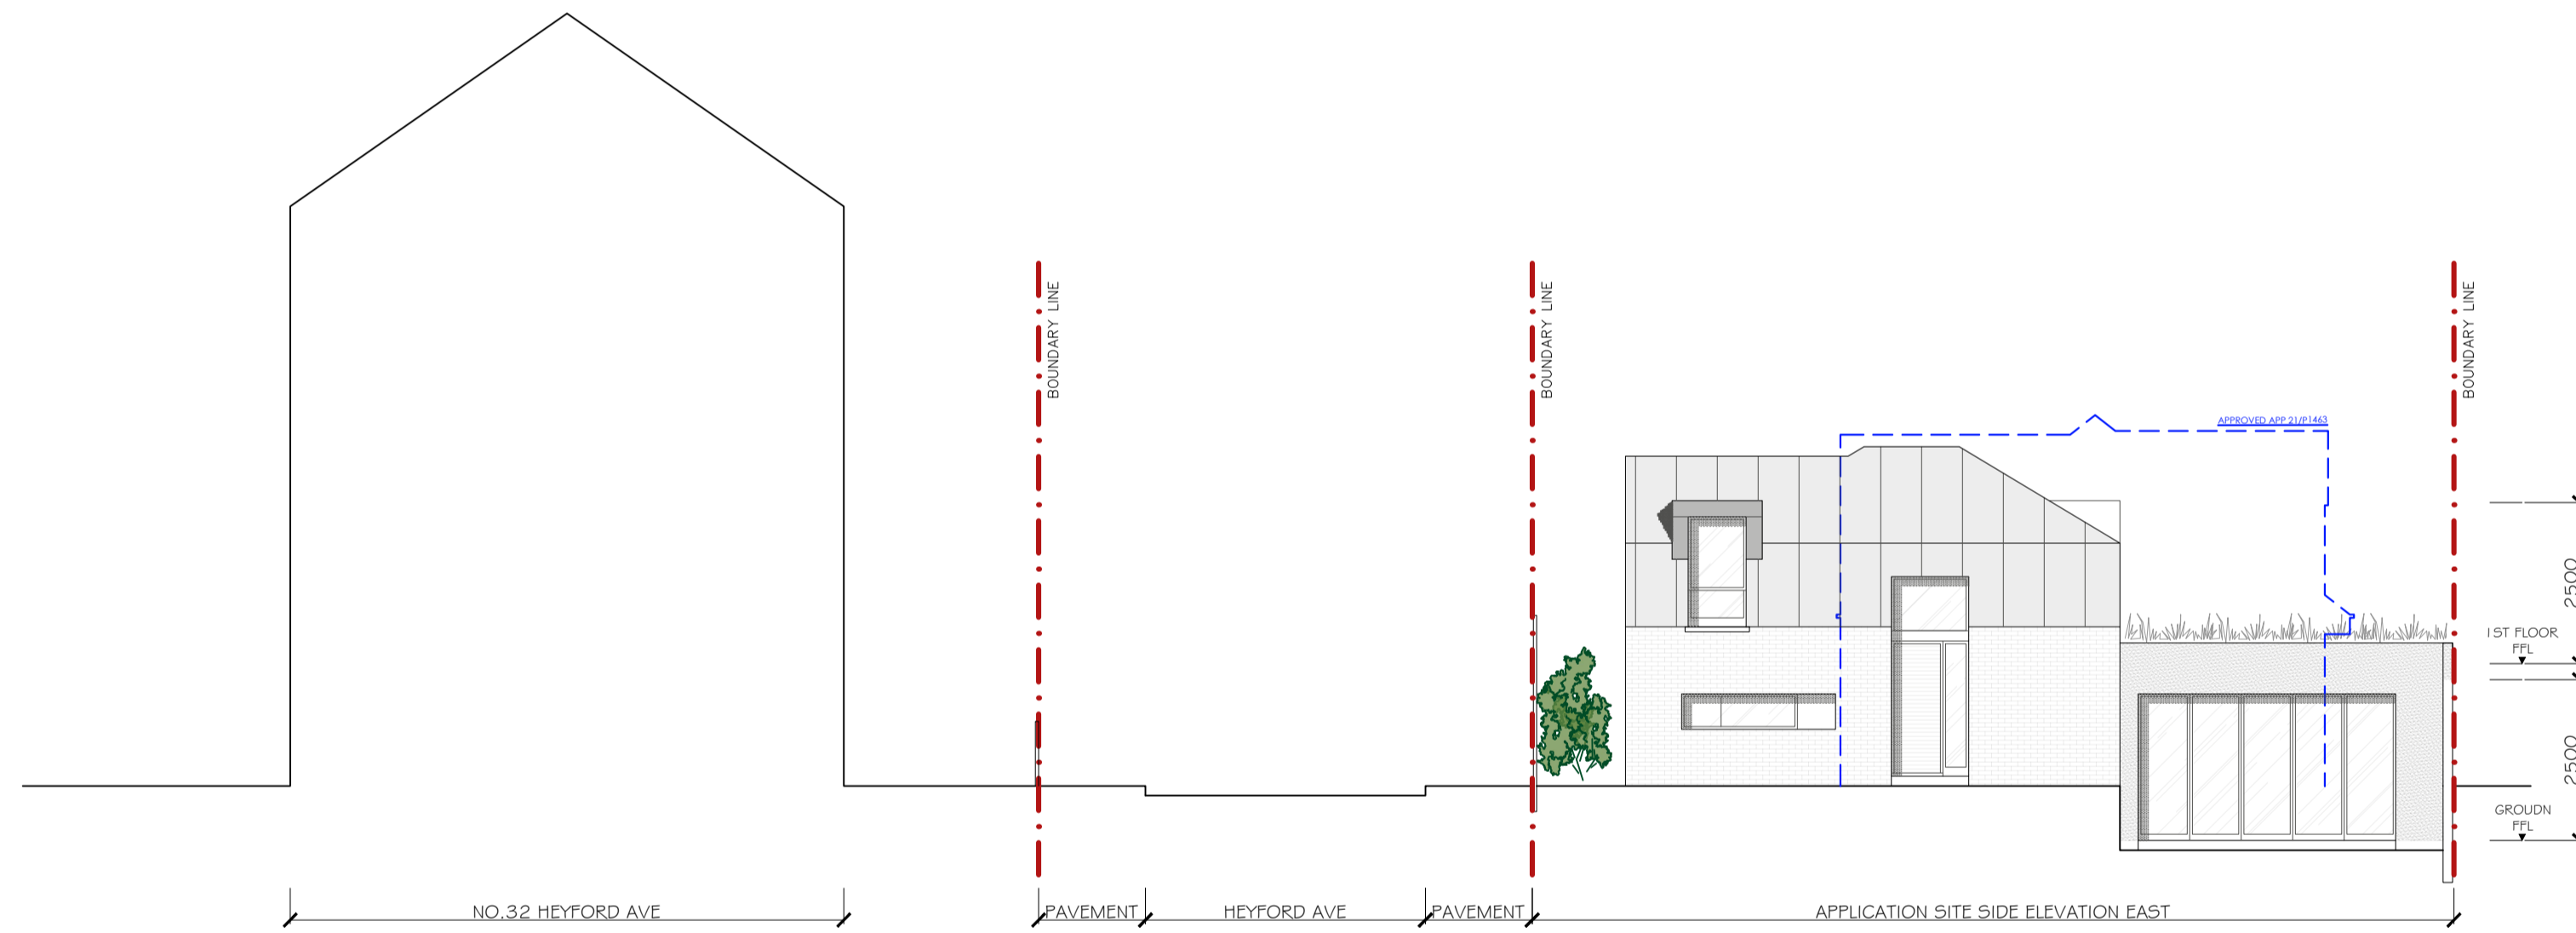 BOUNDARY LINE
BOUNDARY LINE
BOUNDARY LINE
APPROVED APP 21/P1463
2500
1ST FLOOR
FFL
2500
GROUDN
FFL
NO.32 HEYFORD AVE
PAVEMENT
HEYFORD AVE
PAVEMENT
APPLICATION SITE SIDE ELEVATION EAST